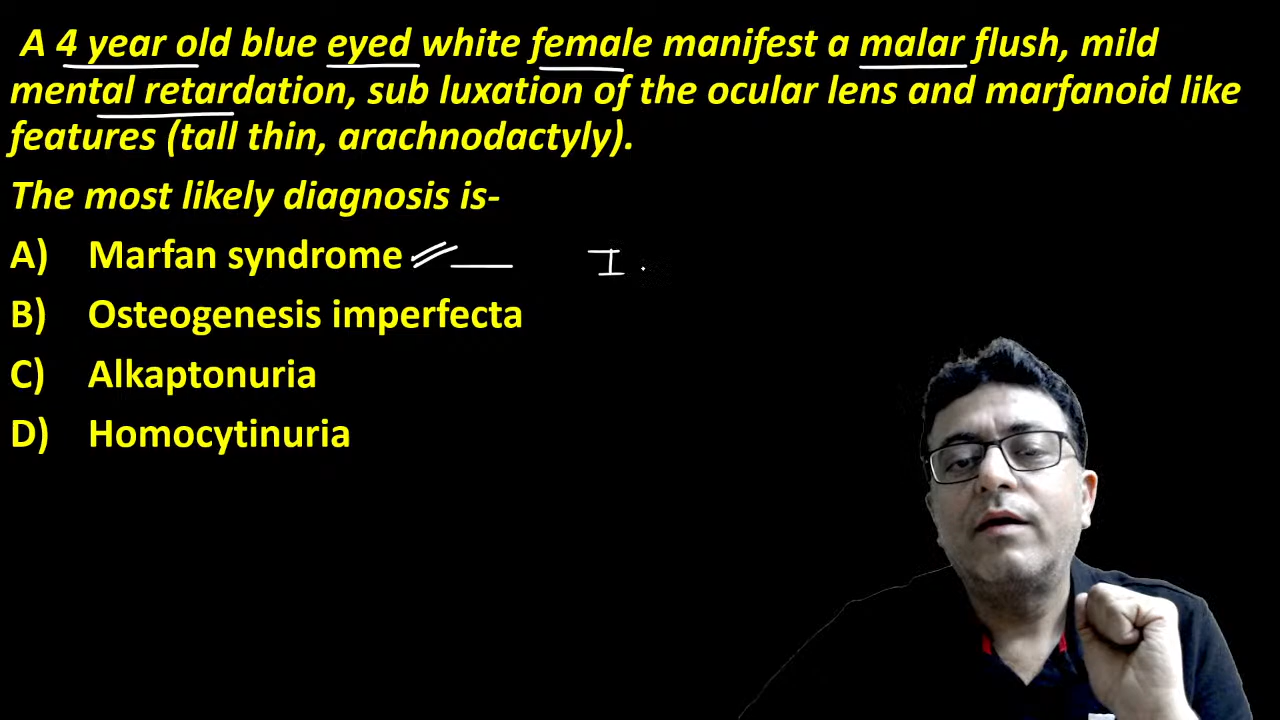 A 4 year old blue eyed white female manifest a malar flush, mild
mental retardation, sub luxation of the ocular lens and marfanoid like
features (tall thin, arachnodactyly).
The most likely diagnosis is-
A) Marfan syndrome I
B) Osteogenesis imperfecta
C) Alkaptonuria
D) Homocytinuria